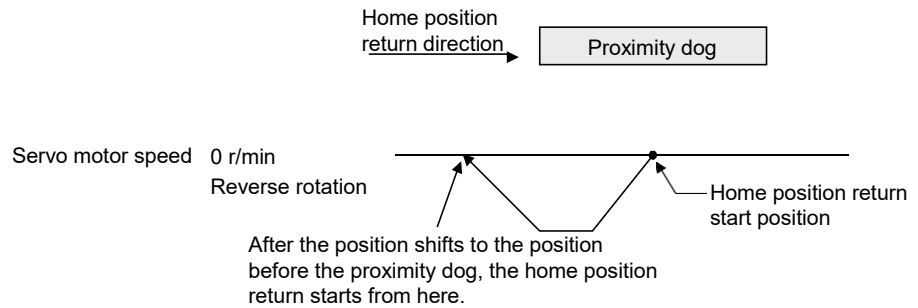 Home position
return direction
Proximity dog
Servo motor speed 0 r/min
Reverse rotation
Home position return
start position
After the position shifts to the position
before the proximity dog, the home position
return starts from here.